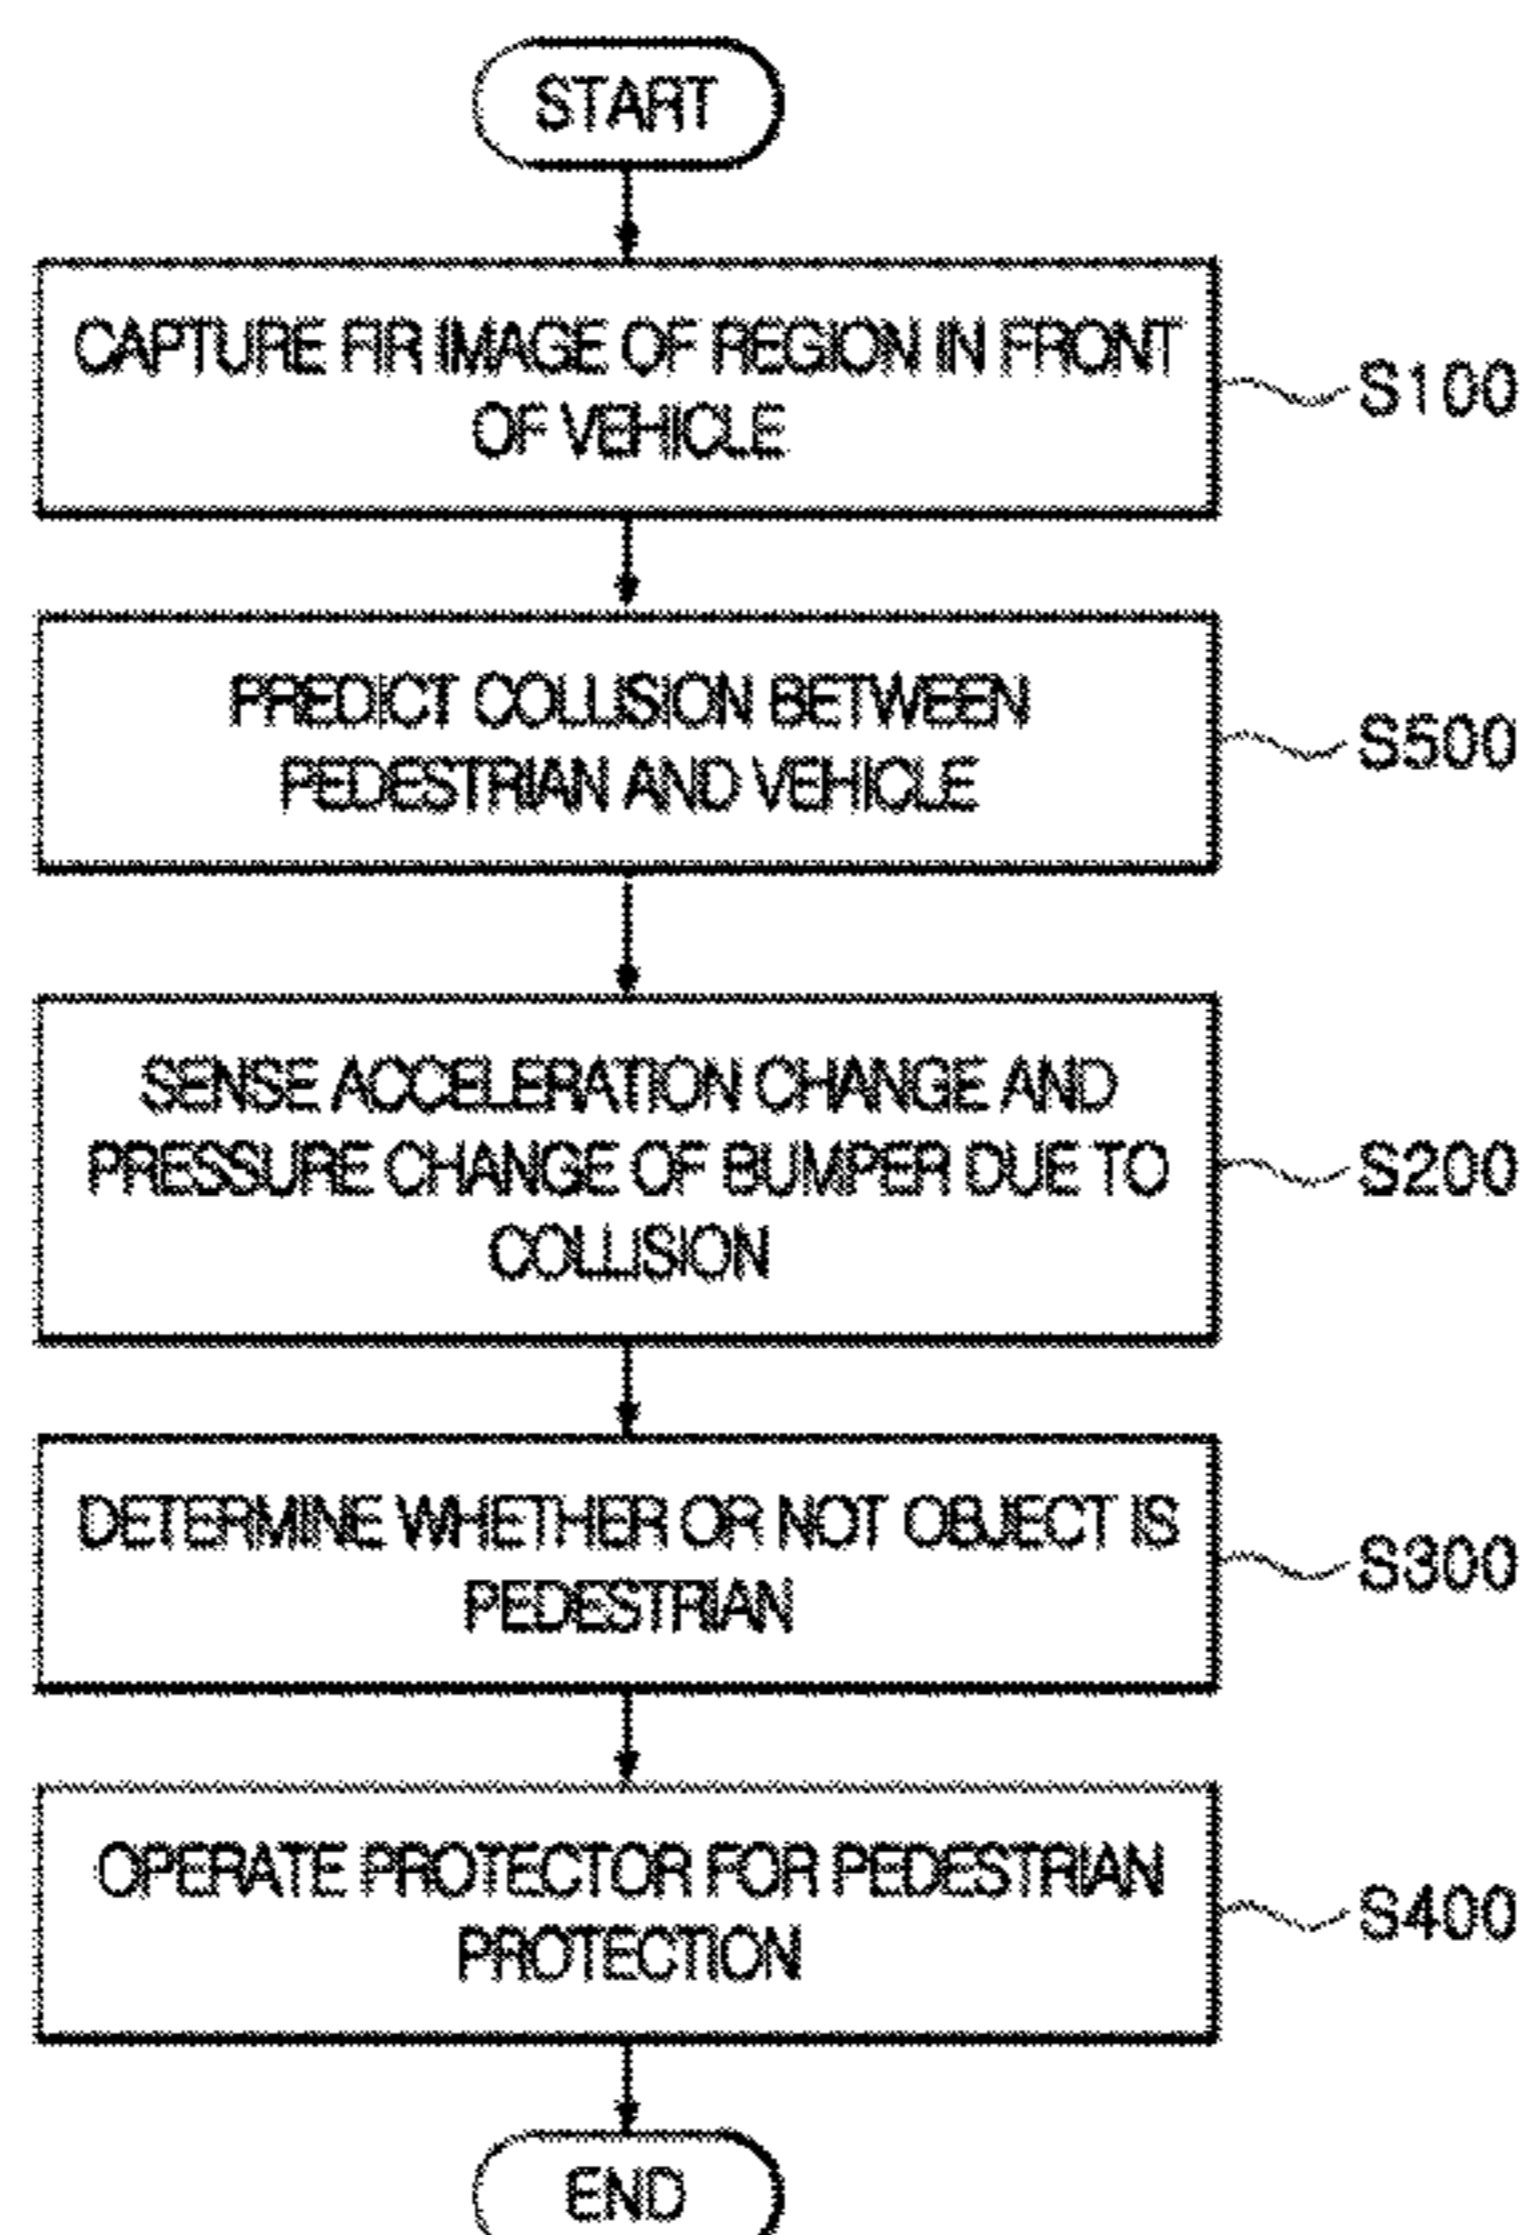 START
CAPTURE FIR IMAGE OF REGION IN FRONT
OF VEHICLE
S100
PREDICT COLLISION BETWEEN
PEDESTRIAN AND VEHICLE
S500
SENSE ACCELERATION CHANGE AND
PRESSURE CHANGE OF BUMPER DUE TO
COLLISION
S200
DETERMINE WHETHER OR NOT OBJECT IS
PEDESTRIAN
S300
OPERATE PROTECTOR FOR PEDESTRIAN
PROTECTION
S400
END